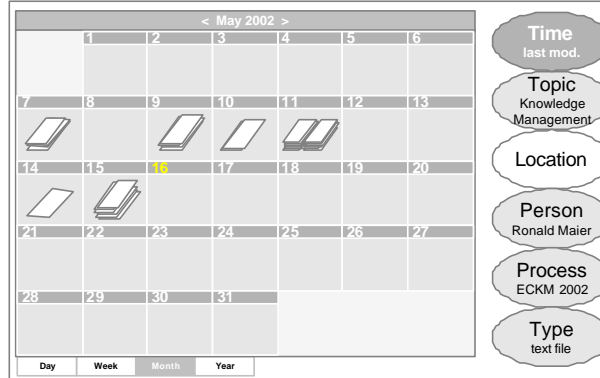 < May 2002 >
1 2 3 4 5 6
7 8 9 10 11 12 13
14 15 16 17 18 19 20
21 22 23 24 25 26 27
28 29 30 31
Day Week Month Year
Time
last mod.
Topic
Knowledge
Management
Location
Person
Ronald Maier
Process
ECKM 2002
Type
text file